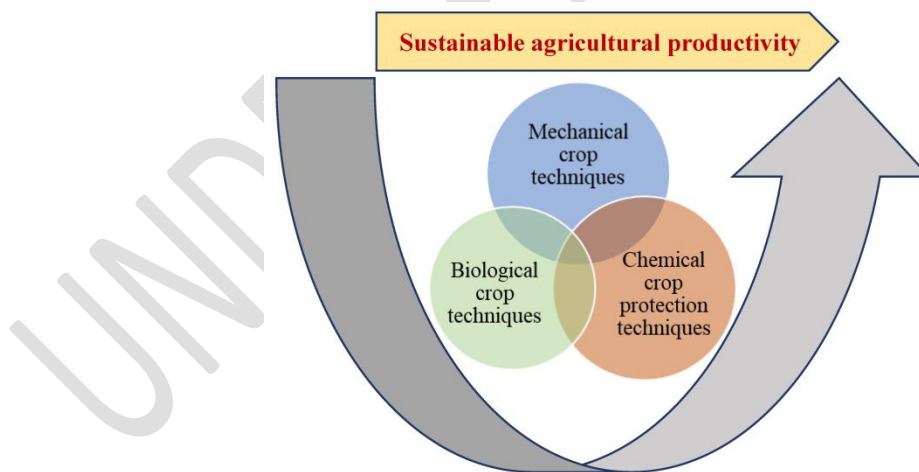 Sustainable agricultural productivity
Mechanical
crop
techniques
Biological
crop
techniques
Chemical
crop
protection
techniques